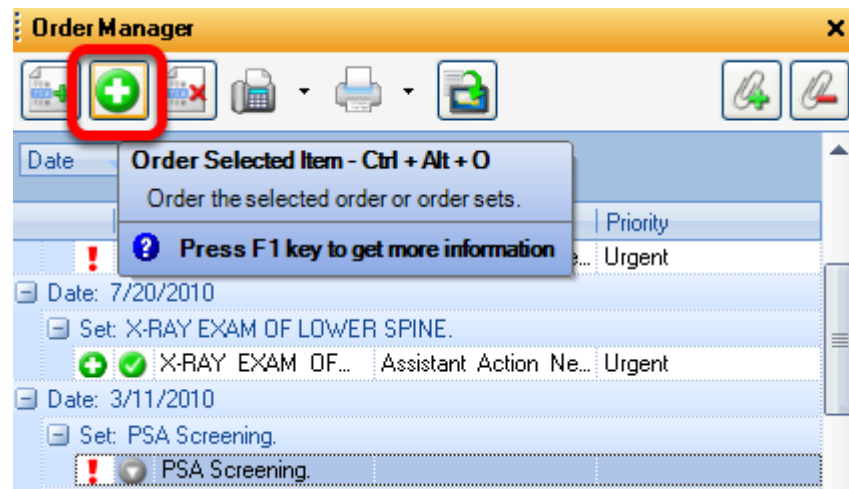 Order Manager
Date
Order Selected Item - Ctrl + Alt + O
Order the selected order or order sets.
Press F1 key to get more information
Priority
e... Urgent
Date: 7/20/2010
Set: X-RAY EXAM OF LOWER SPINE.
X-RAY EXAM OF... Assistant Action Ne... Urgent
Date: 3/11/2010
Set: PSA Screening.
PSA Screening.